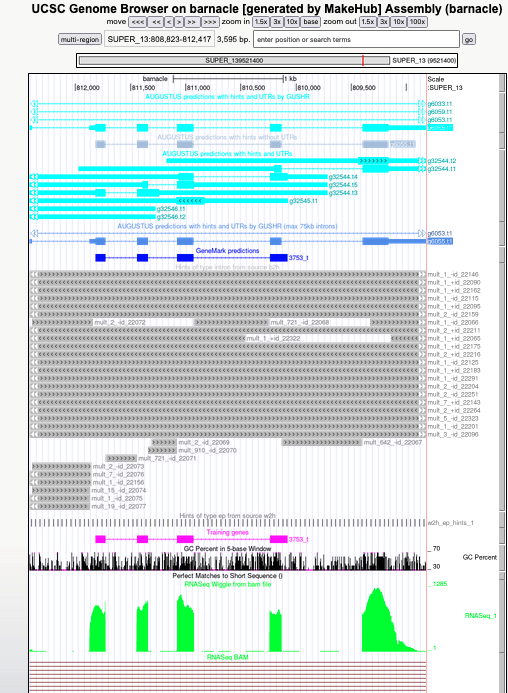 UCSC Genome Browser on barnacle [generated by MakeHub] Assembly (barnacle)
move <<< << < > >> >>> zoom in 1.5x 3x 10x base zoom out 1.5x 3x 10x 100x
multi-region SUPER_13:808,823-812,417 3,595 bp. enter position or search terms go
SUPER_139521400 SUPER_13 (9521400)
barnacle 1 kb Scale
812,000 811,500 811,000 810,500 810,000 809,500 :SUPER_13
AUGUSTUS predictions with hints and UTRs by GUSHR
g6033.t1
g6059.t1
g6053.t1
AUGUSTUS predictions with hints without UTRs
AUGUSTUS predictions with hints and UTRs
g32544.t2
g32544.t1
g32544.t4
g32544.t5
g32544.t3
g32545.t1
g32546.t1
g32546.t2
AUGUSTUS predictions with hints and UTRs by GUSHR (max 75kb introns)
g6053.t1
g6055.t1
GeneMark predictions
3753_t
Hints of type intron from source b2h
mult_1_-id_22146
mult_1_+id_22090
mult_1_+id_22162
mult_1_-id_22115
mult_1_+id_22095
mult_2_-id_22159
mult_2_-id_22072 mult_721_-id_22068 mult_1_-id_22066
mult_2_+id_22211
mult_1_+id_22322 mult_1_+id_22065
mult_1_+id_22175
mult_2_+id_22216
mult_1_-id_22125
mult_1_+id_22183
mult_1_-id_22291
mult_2_-id_22204
mult_2_-id_22251
mult_7_-id_22143
mult_2_+id_22264
mult_5_-id_22323
mult_1_-id_22201
mult_3_-id_22096
mult_2_-id_22069 mult_642_-id_22067
mult_910_-id_22070
mult_721_-id_22071
mult_2_-id_22073
mult_7_-id_22076
mult_1_-id_22156
mult_15_-id_22074
mult_1_-id_22075
mult_19_-id_22077
Hints of type ep from source w2h
w2h_ep_hints_1
Training genes
3753_t
GC Percent in 5-base Window
70
GC Percent
30
Perfect Matches to Short Sequence ()
RNASeq Wiggle from bam file
1285
RNASeq_t
1
RNASeq BAM